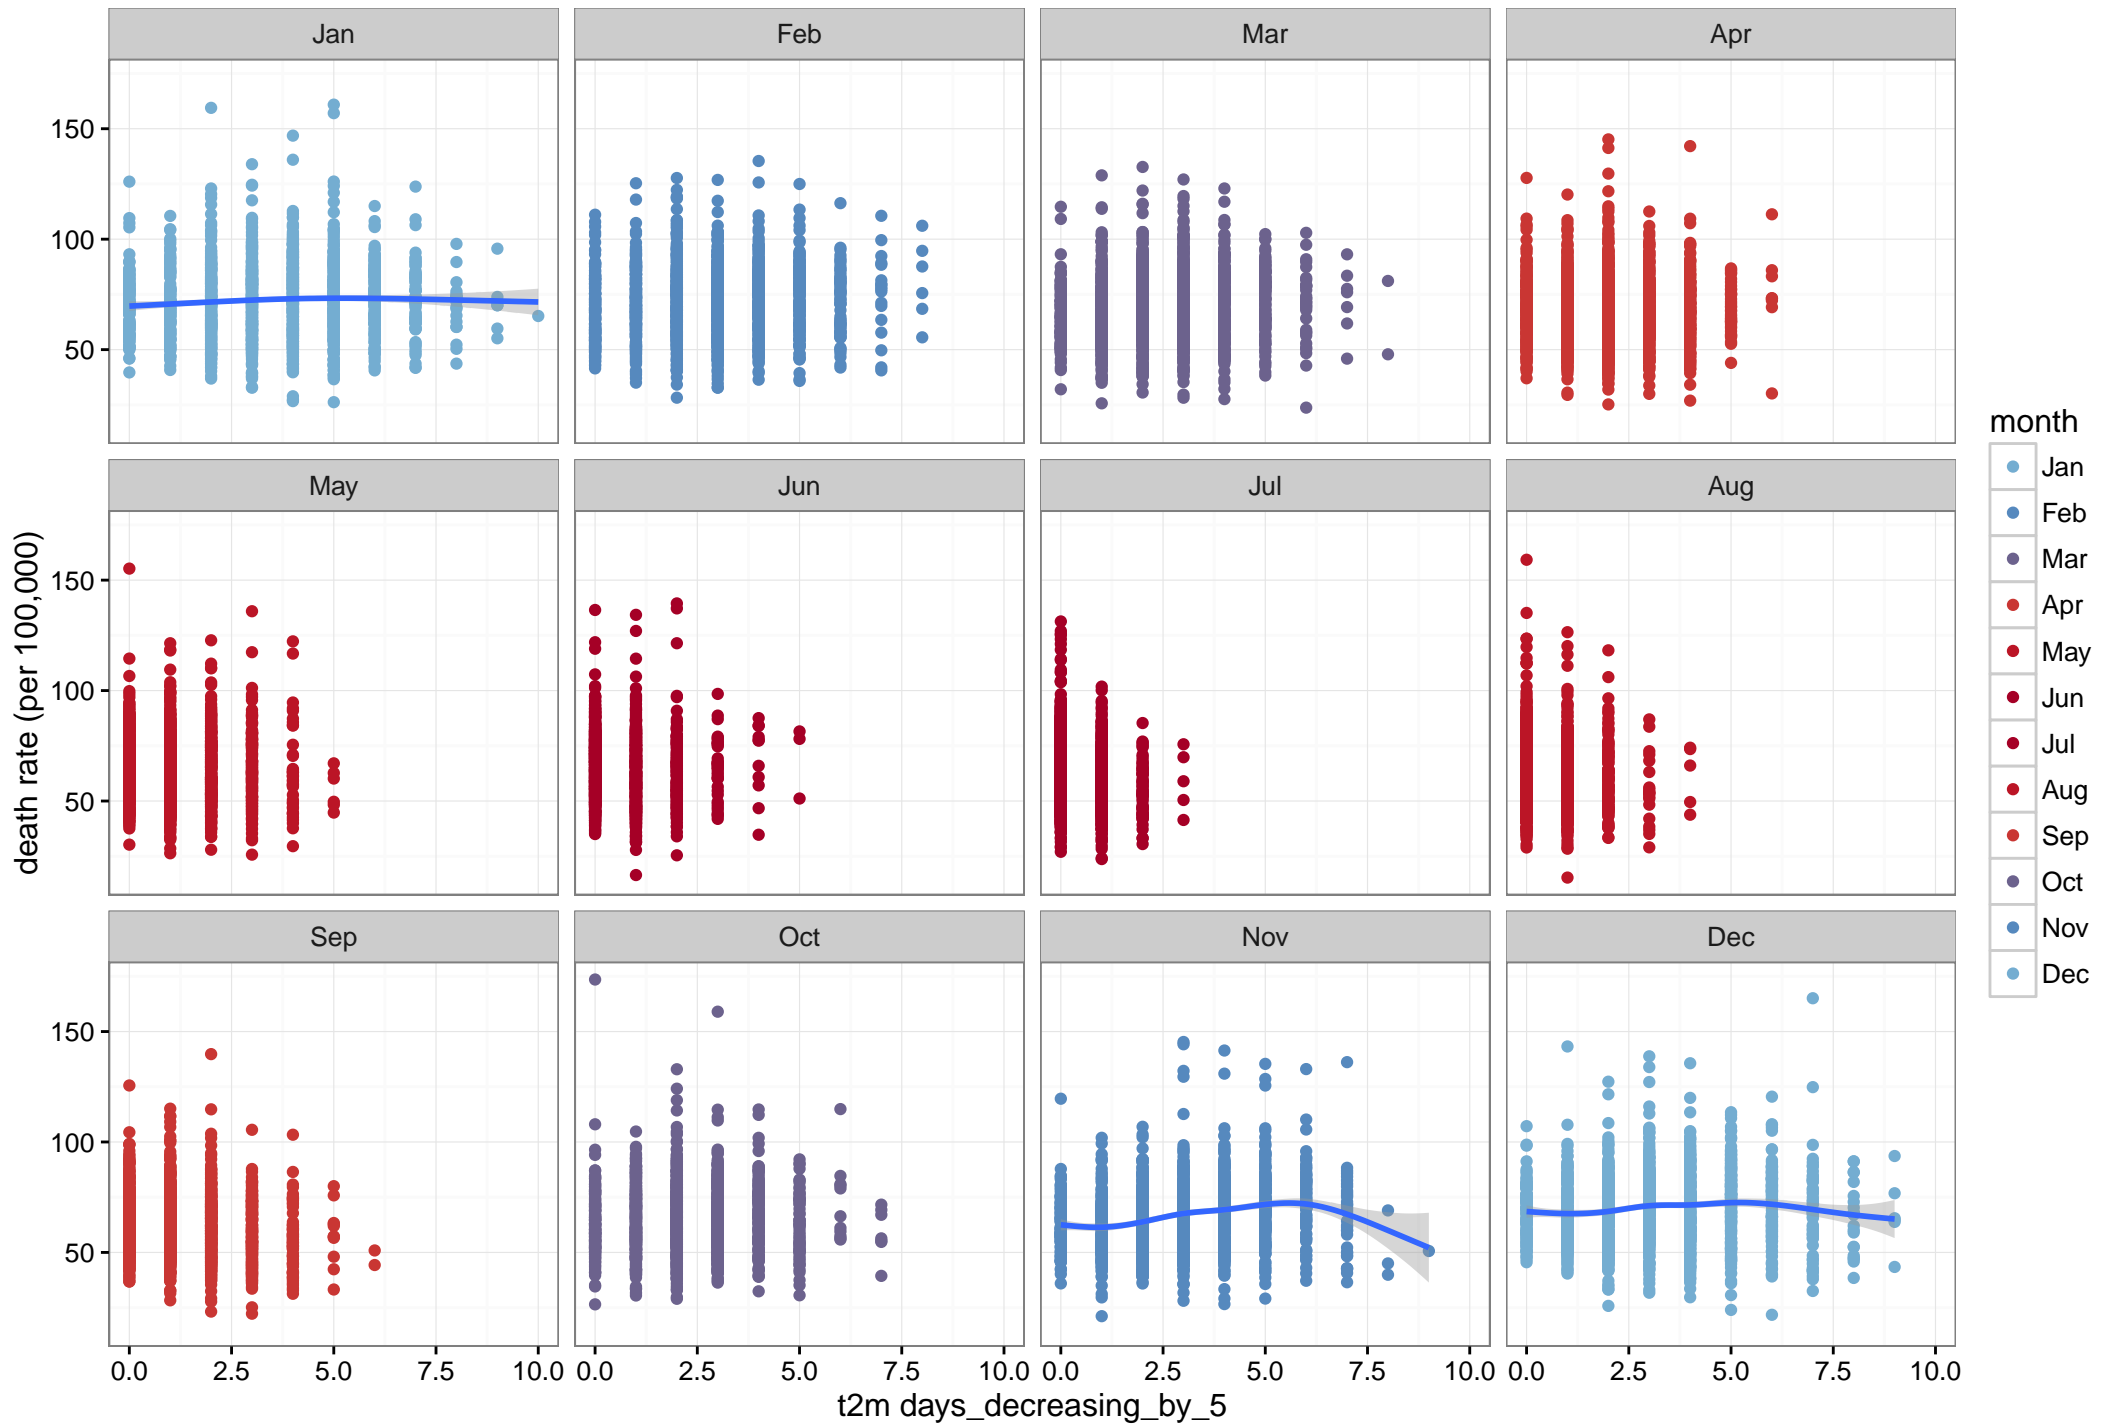 Jan Feb Mar Apr
150
100
50
May Jun Jul Aug
150
100
50
Sep Oct Nov Dec
150
100
50
0.0 2.5 5.0 7.5 10.0 0.0 2.5 5.0 7.5 10.0 0.0 2.5 5.0 7.5 10.0 0.0 2.5 5.0 7.5 10.0
t2m days_decreasing_by_5
death rate (per 100,000)
month
Jan
Feb
Mar
Apr
May
Jun
Jul
Aug
Sep
Oct
Nov
Dec